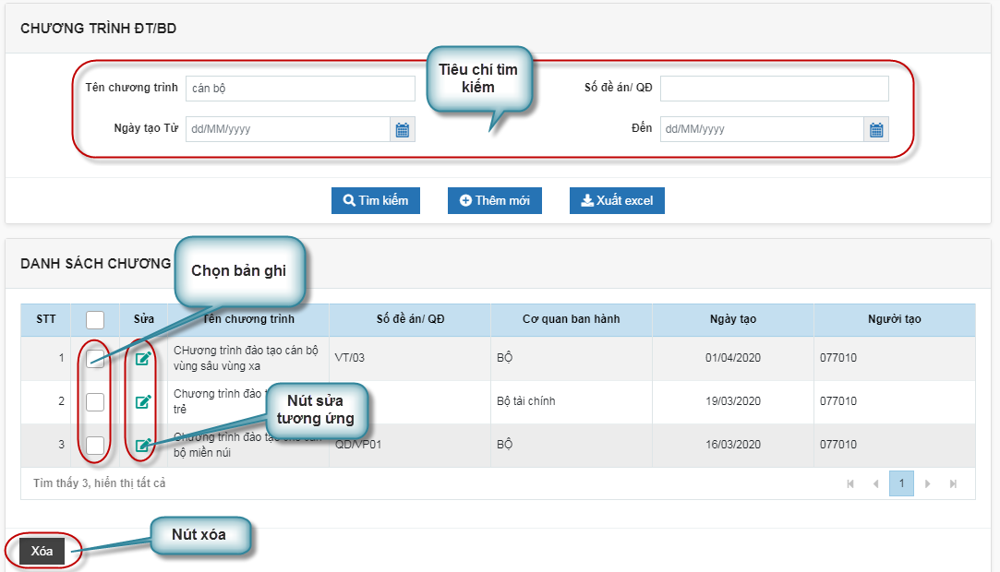 CHƯƠNG TRÌNH ĐT/BD
Tiêu chí tìm
kiếm
Tên chương trình
cán bộ
Số đề án/ QĐ
Ngày tạo Từ
dd/MM/yyyy
Đến
dd/MM/yyyy
Tìm kiếm
Thêm mới
Xuất excel
DANH SÁCH CHƯƠNG
Chọn bản ghi
STT
Sửa
Tên chương trình
Số đề án/ QĐ
Cơ quan ban hành
Ngày tạo
Người tạo
1
CHương trình đào tạo cán bộ
vùng sâu vùng xa
VT/03
BỘ
01/04/2020
077010
2
Chương trình đào
trẻ
Bộ tài chính
19/03/2020
077010
Nút sửa
tương ứng
3
Chương trình đào tạo cho cán
bộ miền núi
QD/VP01
BỘ
16/03/2020
077010
Tìm thấy 3, hiển thị tất cả
1
Nút xóa
Xóa